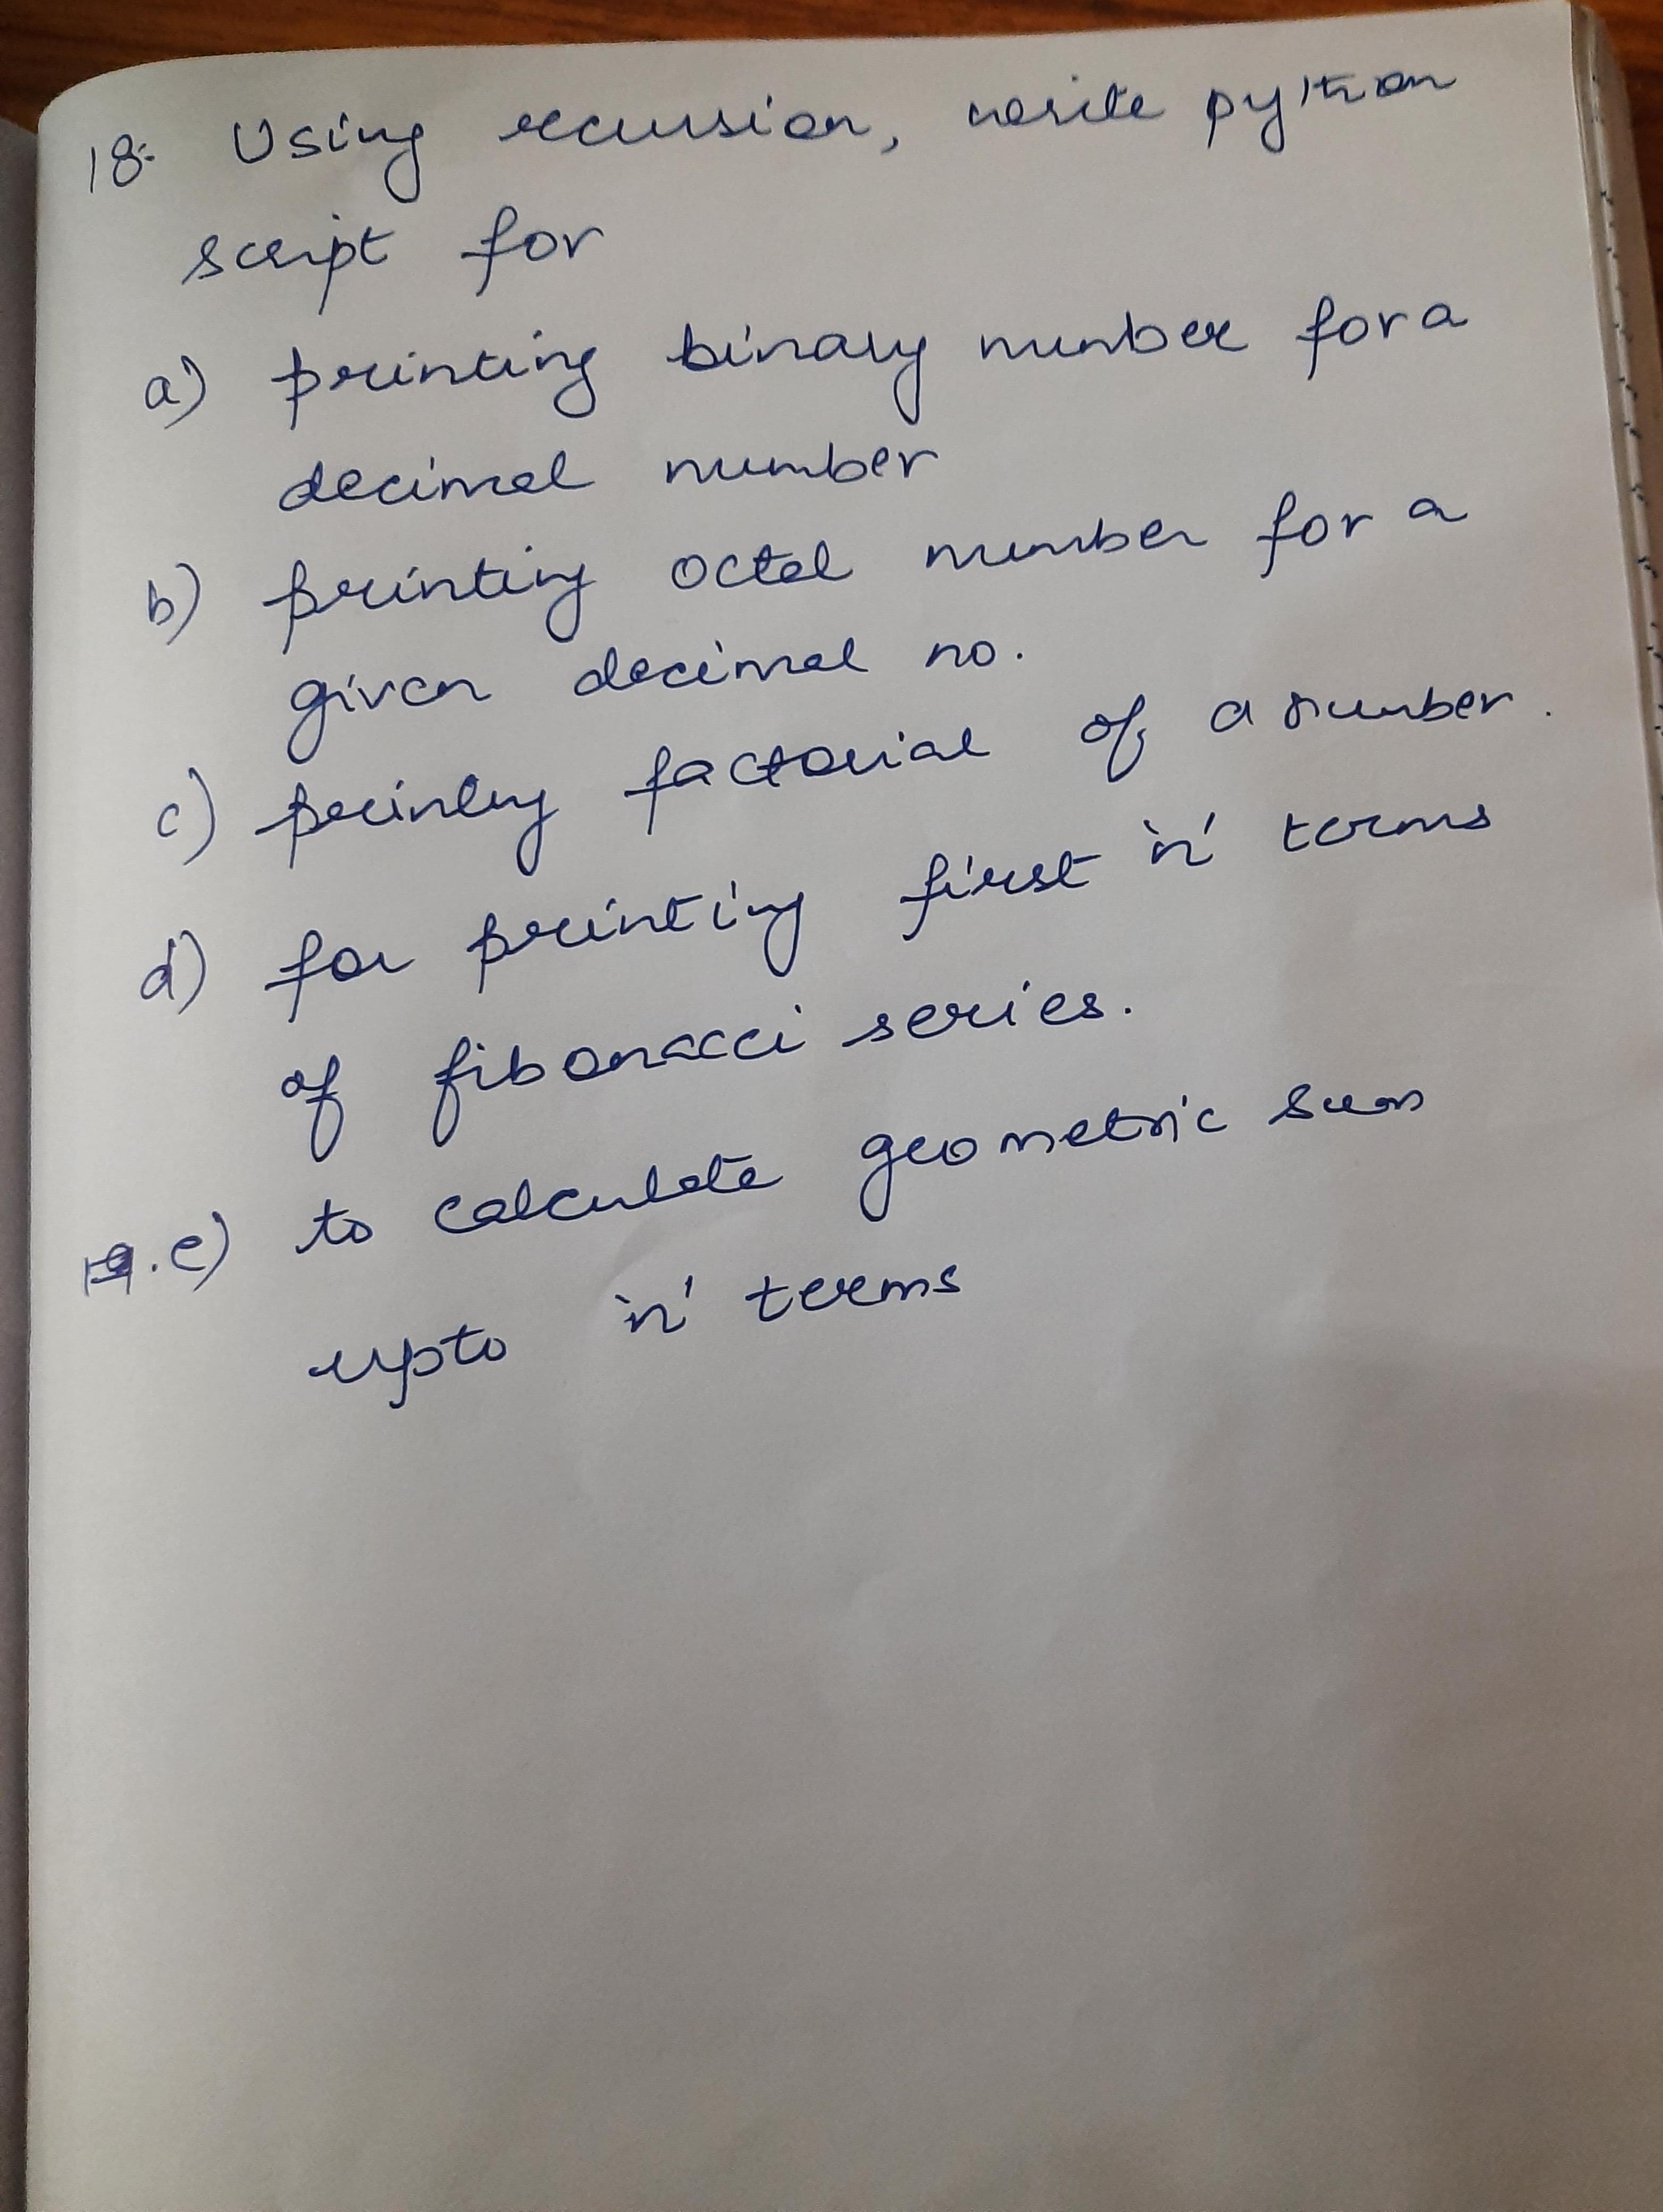 18. Using recursion, write python
script for
a) printing binary number for a
decimal number
b) printing octal number for a
given decimal no.
c) printing factorial of a number.
d) for printing first 'n' terms
of fibonacci series.
e) to calculate geometric sum
upto 'n' terms